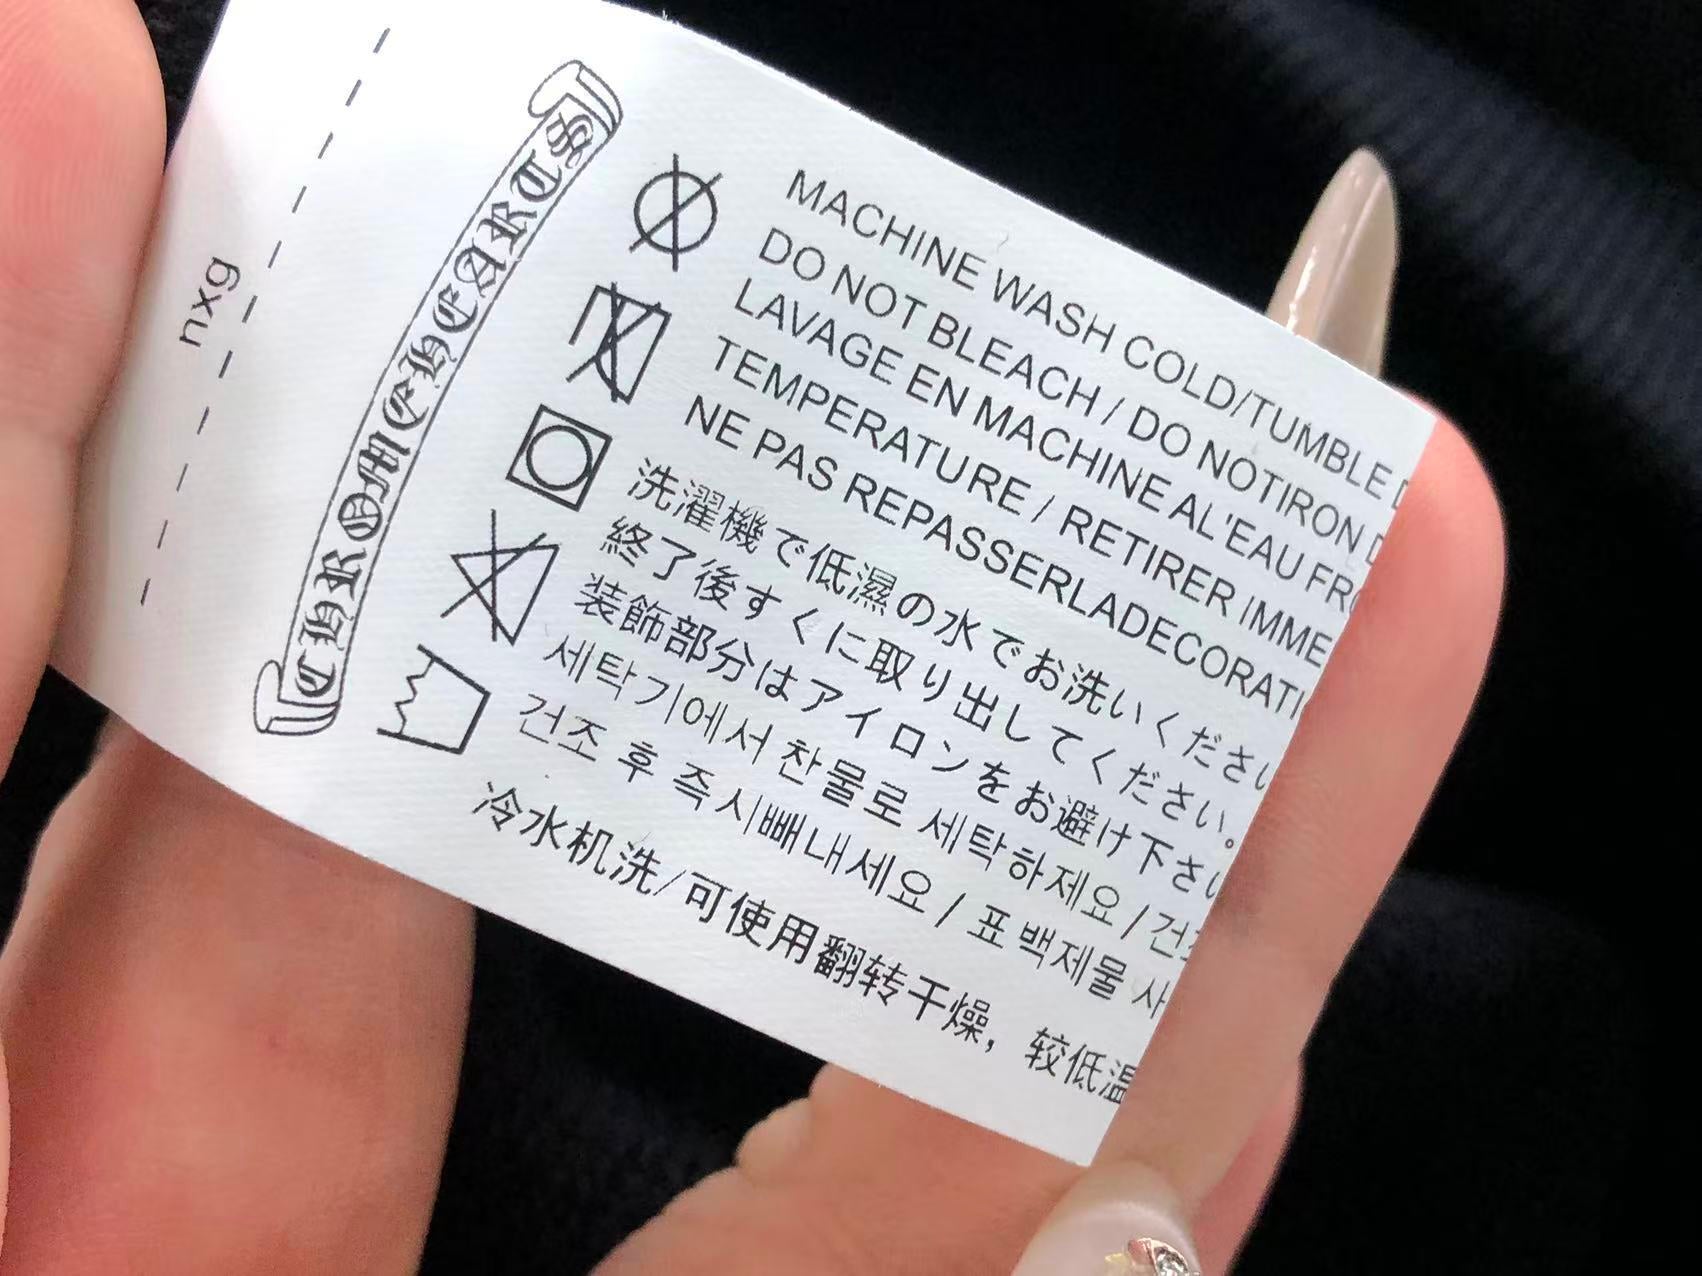 nxg
CHROME HEARTS
MACHINE WASH COLD/TUMBLE
DO NOT BLEACH / DO NOTIRON
LAVAGE EN MACHINE AL'EAU
TEMPERATURE / RETIRER
NE PAS REPASSERLADECORATI
洗濯機で低濕の水でお洗いくださ
終了後すぐに取り出してください。
装飾部分はアイロンをお避け下さ
세탁기에서 찬물로 세탁하제요 /
건조 후 즉시빼내세요 / 표백제물 사
冷水机洗/可使用翻转干燥，较低温